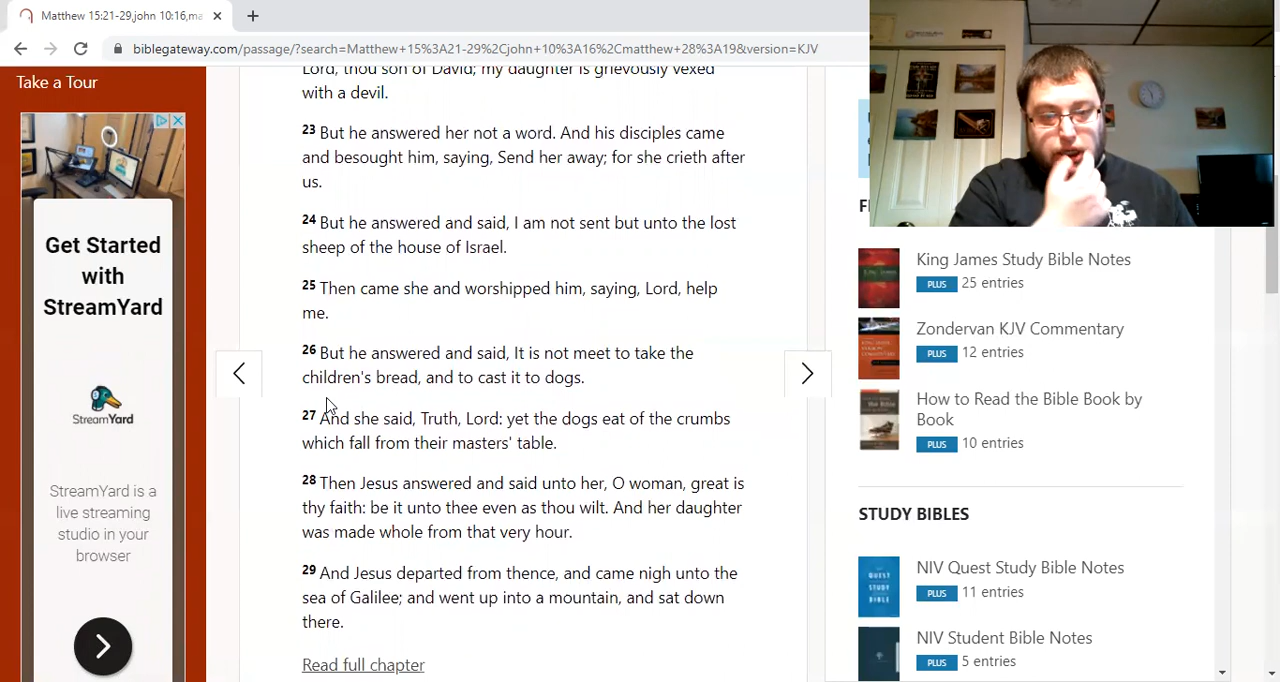 Matthew 15:21-29,john 10:16,ma
biblegateway.com/passage/?search=Matthew+15%3A21-29%2Cjohn 10%3A16%2Cmatthew 28%3A19&version=KJV
Take a Tour
Get Started
with
StreamYard
StreamYard
StreamYard is a
live streaming
studio in your
browser
Lord, thou son of David; my daughter is grievously vexed
with a devil.
23 But he answered her not a word. And his disciples came
and besought him, saying, Send her away; for she crieth after
us.
24 But he answered and said, I am not sent but unto the lost
sheep of the house of Israel.
25 Then came she and worshipped him, saying, Lord, help
me.
26 But he answered and said, It is not meet to take the
children's bread, and to cast it to dogs.
27 And she said, Truth, Lord: yet the dogs eat of the crumbs
which fall from their masters' table.
28 Then Jesus answered and said unto her, O woman, great is
thy faith: be it unto thee even as thou wilt. And her daughter
was made whole from that very hour.
29 And Jesus departed from thence, and came nigh unto the
sea of Galilee; and went up into a mountain, and sat down
there.
Read full chapter
King James Study Bible Notes
PLUS 25 entries
Zondervan KJV Commentary
PLUS 12 entries
How to Read the Bible Book by
Book
PLUS 10 entries
STUDY BIBLES
NIV Quest Study Bible Notes
PLUS 11 entries
NIV Student Bible Notes
PLUS 5 entries